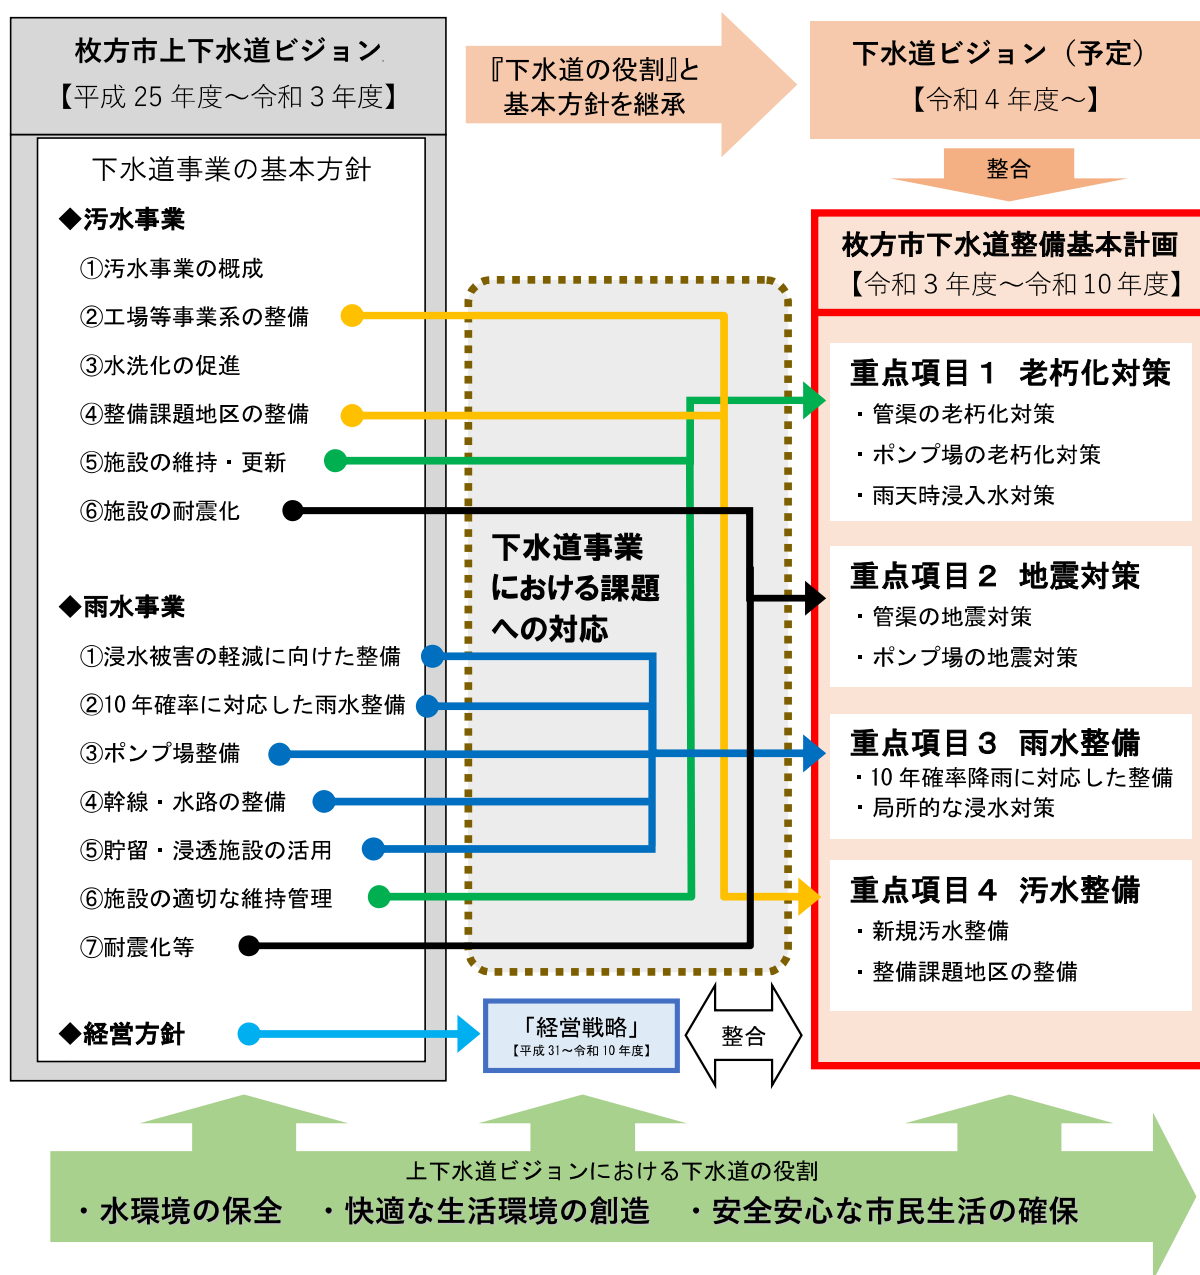 枚方市上下水道ビジョン
【平成 25 年度～令和 3 年度】
『下水道の役割』と
基本方針を継承
下水道ビジョン（予定）
【令和 4 年度～】
整合
下水道事業の基本方針
◆汚水事業
①汚水事業の概成
②工場等事業系の整備
③水洗化の促進
④整備課題地区の整備
⑤施設の維持・更新
⑥施設の耐震化
◆雨水事業
①浸水被害の軽減に向けた整備
②10 年確率に対応した雨水整備
③ポンプ場整備
④幹線・水路の整備
⑤貯留・浸透施設の活用
⑥施設の適切な維持管理
⑦耐震化等
◆経営方針
下水道事業
における課題
への対応
「経営戦略」
【平成 31～令和 10 年度】
整合
枚方市下水道整備基本計画
【令和 3 年度～令和 10 年度】
重点項目１ 老朽化対策
・管渠の老朽化対策
・ポンプ場の老朽化対策
・雨天時浸入水対策
重点項目２ 地震対策
・管渠の地震対策
・ポンプ場の地震対策
重点項目３ 雨水整備
・10 年確率降雨に対応した整備
・局所的な浸水対策
重点項目４ 汚水整備
・新規汚水整備
・整備課題地区の整備
上下水道ビジョンにおける下水道の役割
・水環境の保全 ・快適な生活環境の創造 ・安全安心な市民生活の確保